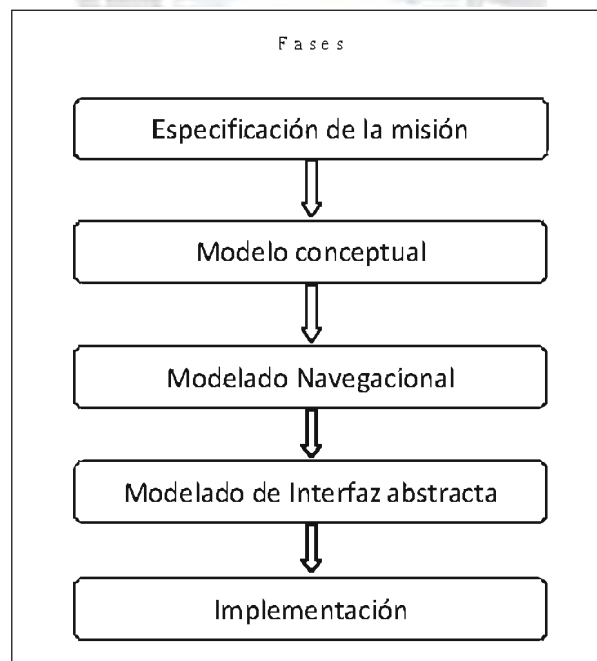 Fases
Especificación de la misión
Modelo conceptual
Modelado Navegacional
Modelado de Interfaz abstracta
Implementación